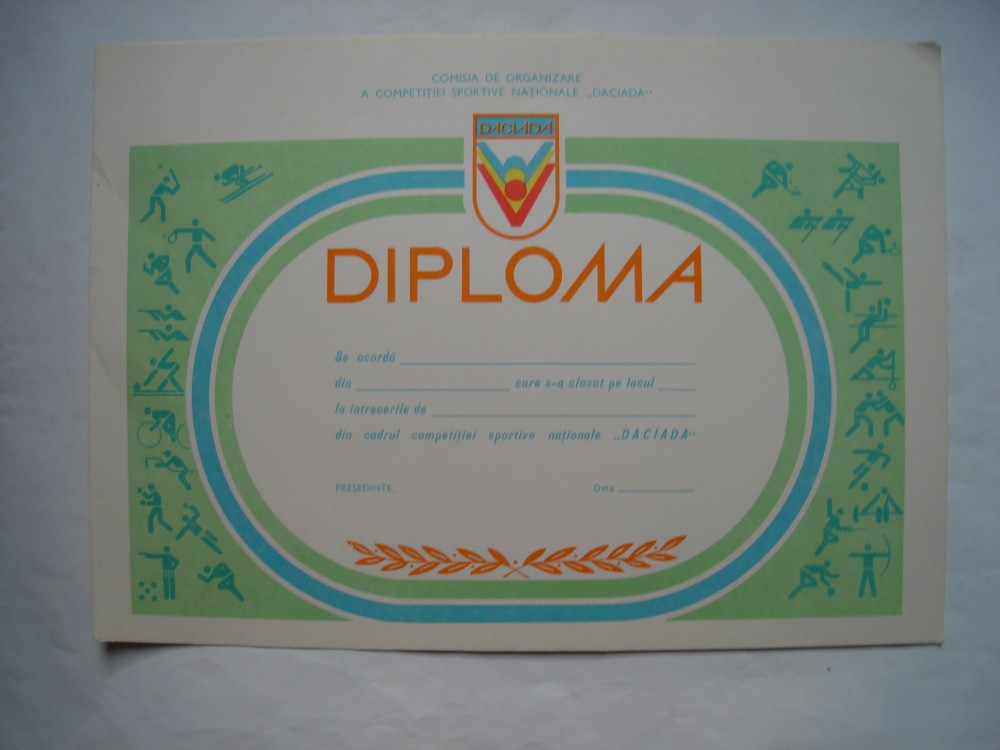 COMISIA DE ORGANIZARE
A COMPETIȚIEI SPORTIVE NAȚIONALE „DACIADA“
DACIADA
DIPLOMA
Se acordă
din care s-a clasat pe locul
la întrecerile de
din cadrul competiției sportive naționale „DACIADA“
PREȘEDINTE,
Data